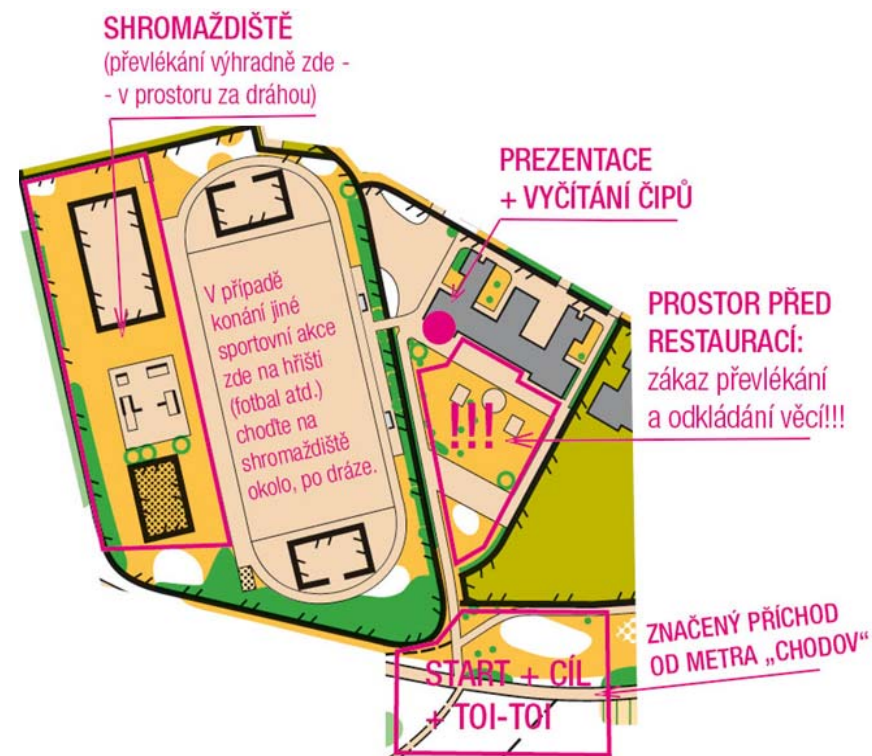 SHROMAŽDIŠTĚ
(převlékání výhradně zde -
- v prostoru za dráhou)
PREZENTACE
+ VYČÍTÁNÍ ČIPŮ
V případě
konání jiné
sportovní akce
zde na hřišti
(fotbal atd.)
choďte na
shromaždiště
okolo, po dráze.
PROSTOR PŘED
RESTAURACÍ:
zákaz převlékání
a odkládání věcí!!!
!!!
ZNAČENÝ PŘÍCHOD
OD METRA „CHODOV“
START + CÍL
+ TOI-TOI